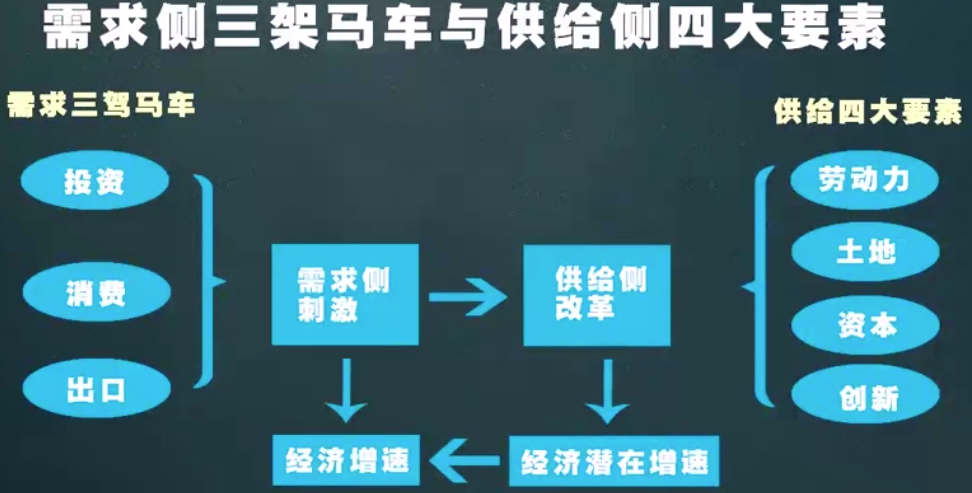 需求侧三架马车与供给侧四大要素
需求三驾马车
供给四大要素
投资
消费
出口
需求侧
刺激
供给侧
改革
经济增速
经济潜在增速
劳动力
土地
资本
创新